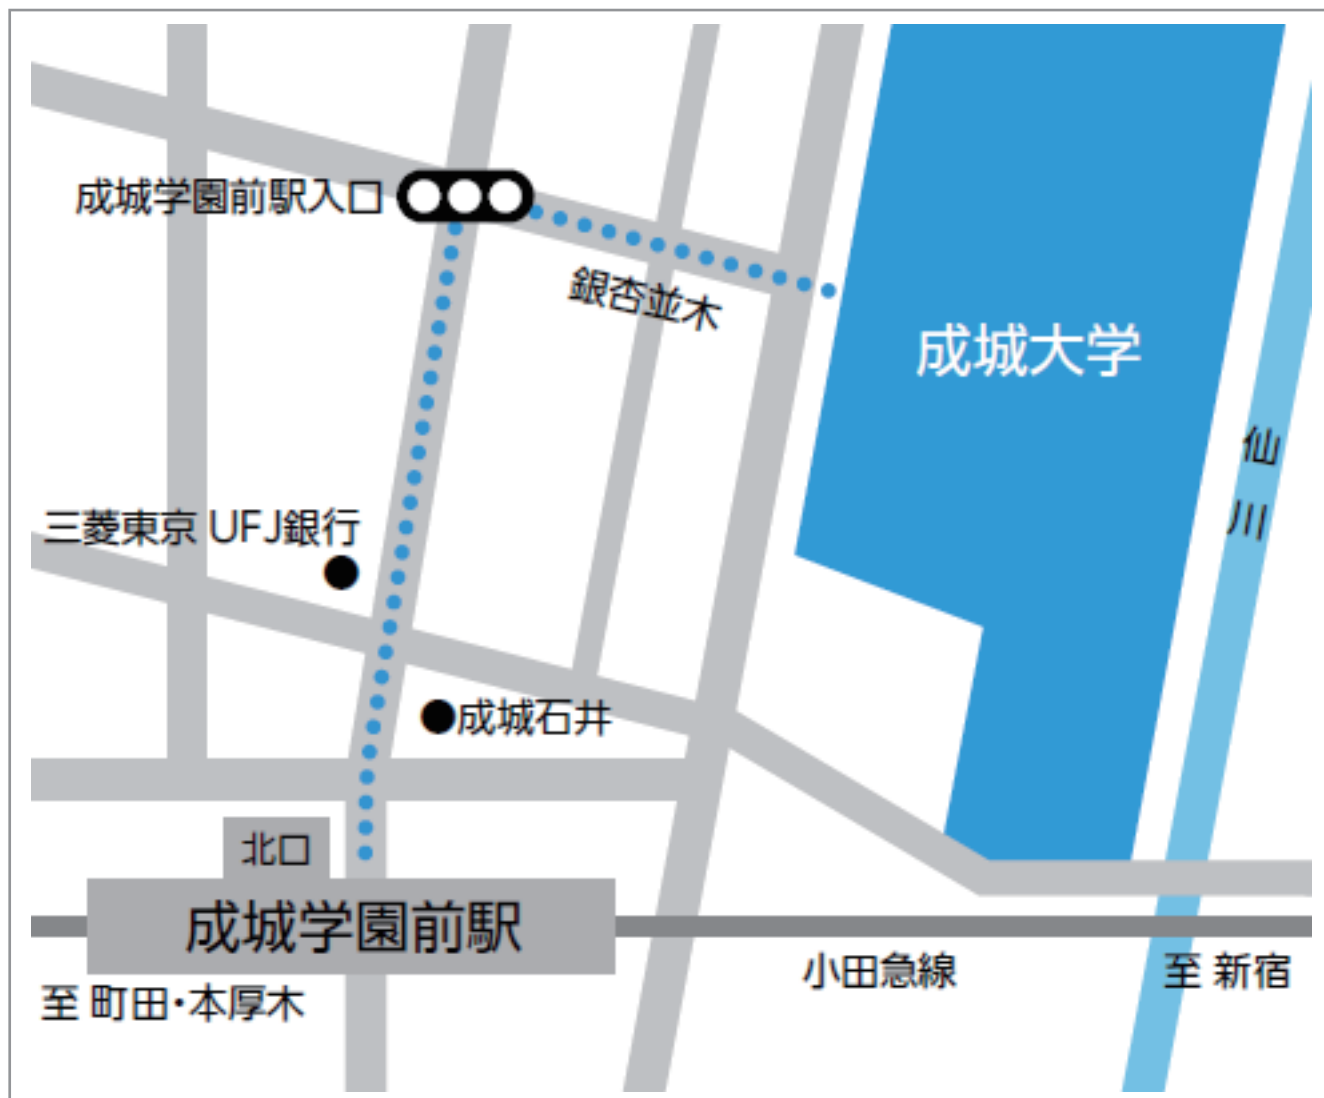 成城学園前駅入口
銀杏並木
成城大学
仙川
三菱東京 UFJ銀行
成城石井
北口
成城学園前駅
小田急線
至 新宿
至 町田・本厚木